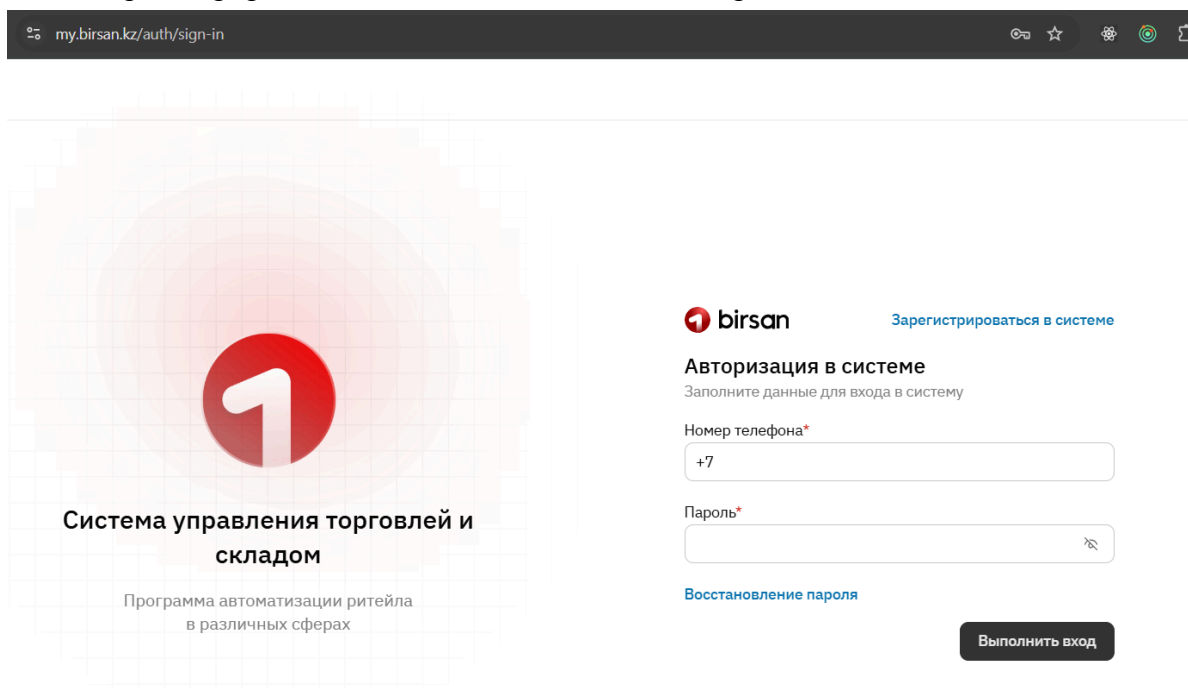 my.birsan.kz/auth/sign-in
birsan
Зарегистрироваться в системе
Авторизация в системе
Заполните данные для входа в систему
Номер телефона*
+7
Пароль*
Восстановление пароля
Выполнить вход
Система управления торговлей и
складом
Программа автоматизации ритейла
в различных сферах